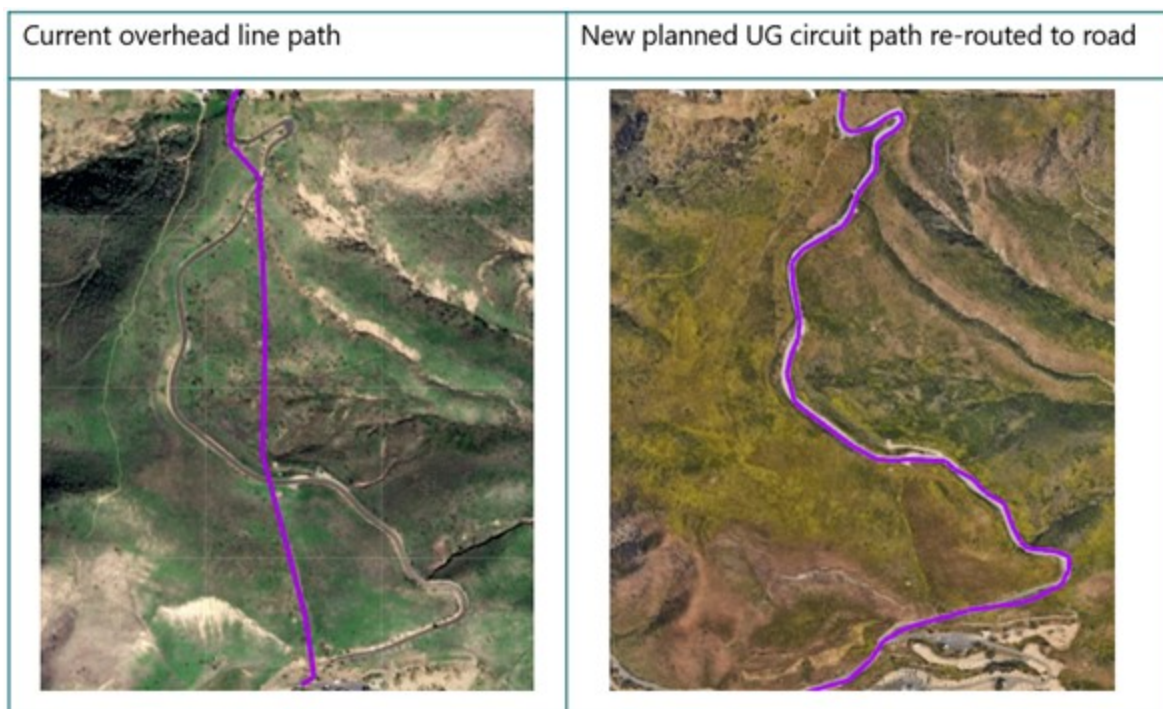 Current overhead line path
New planned UG circuit path re-routed to road